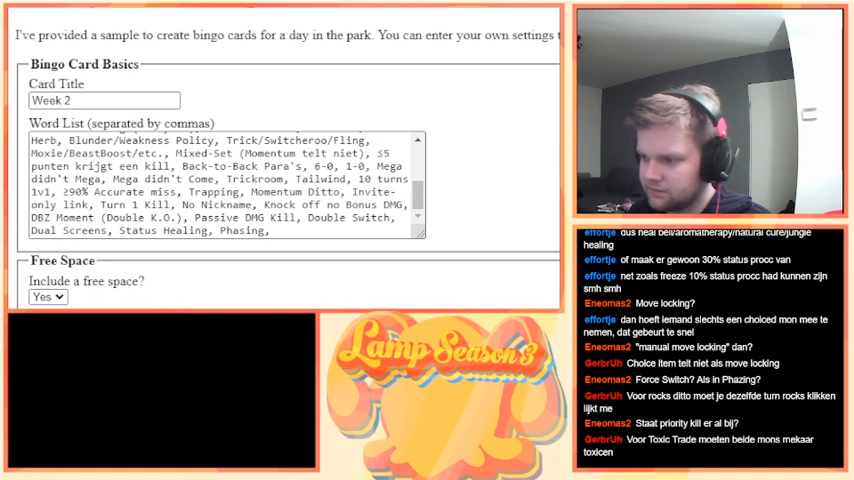 I've provided a sample to create bingo cards for a day in the park. You can enter your own settings t
Bingo Card Basics
Card Title
Week 2
Word List (separated by commas)
Herb, Blunder/Weakness Policy, Trick/Switcheroo/Fling,
Moxie/BeastBoost/etc., Mixed-Set (Momentum telt niet), ≤5
punten krijgt een kill, Back-to-Back Para's, 6-0, 1-0, Mega
didn't Mega, Mega didn't Come, Trickroom, Tailwind, 10 turns
1v1, ≥90% Accurate miss, Trapping, Momentum Ditto, Invite-
only link, Turn 1 Kill, No Nickname, Knock off no Bonus DMG,
DBZ Moment (Double K.O.), Passive DMG Kill, Double Switch,
Dual Screens, Status Healing, Phasing,
Free Space
Include a free space?
Yes
Lamp Season 3
effortje dus heal bell/aromatherapy/natural cure/jungle
healing
effortje of maak er gewoon 30% status procc van
effortje net zoals freeze 10% status procc had kunnen zijn
smh smh
Eneomas2 Move locking?
effortje dan hoeft iemand slechts een choiced mon mee te
nemen, dat gebeurt te snel
Eneomas2 "manual move locking" dan?
GerbrUh Choice Item telt niet als move locking
Eneomas2 Force Switch? Als in Phazing?
GerbrUh Voor rocks ditto moet je dezelfde turn rocks klikken
lijkt me
Eneomas2 Staat priority kill er al bij?
GerbrUh Voor Toxic Trade moeten beide mons mekaar
toxicen